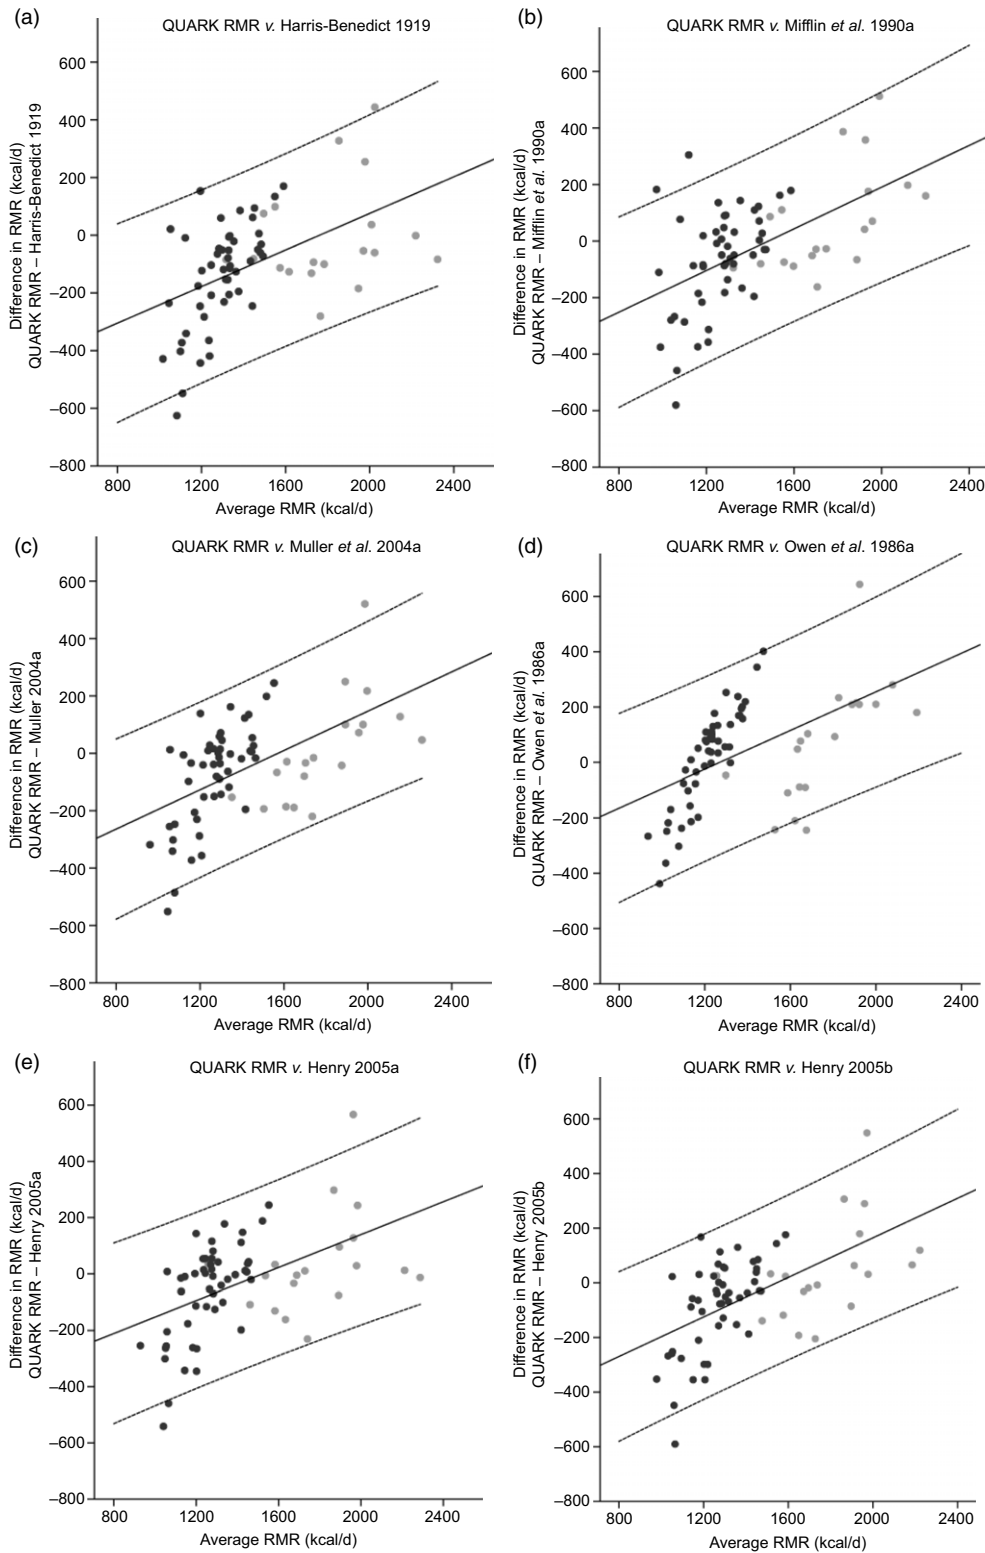 (a)
QUARK RMR v. Harris-Benedict 1919
Difference in RMR (kcal/d)
QUARK RMR – Harris-Benedict 1919
600
400
200
0
–200
–400
–600
–800
800 1200 1600 2000 2400
Average RMR (kcal/d)
(b)
QUARK RMR v. Mifflin et al. 1990a
Difference in RMR (kcal/d)
QUARK RMR – Mifflin et al. 1990a
600
400
200
0
–200
–400
–600
–800
800 1200 1600 2000 2400
Average RMR (kcal/d)
(c)
QUARK RMR v. Muller et al. 2004a
Difference in RMR (kcal/d)
QUARK RMR – Muller 2004a
600
400
200
0
–200
–400
–600
–800
800 1200 1600 2000 2400
Average RMR (kcal/d)
(d)
QUARK RMR v. Owen et al. 1986a
Difference in RMR (kcal/d)
QUARK RMR – Owen et al. 1986a
600
400
200
0
–200
–400
–600
–800
800 1200 1600 2000 2400
Average RMR (kcal/d)
(e)
QUARK RMR v. Henry 2005a
Difference in RMR (kcal/d)
QUARK RMR – Henry 2005a
600
400
200
0
–200
–400
–600
–800
800 1200 1600 2000 2400
Average RMR (kcal/d)
(f)
QUARK RMR v. Henry 2005b
Difference in RMR (kcal/d)
QUARK RMR – Henry 2005b
600
400
200
0
–200
–400
–600
–800
800 1200 1600 2000 2400
Average RMR (kcal/d)